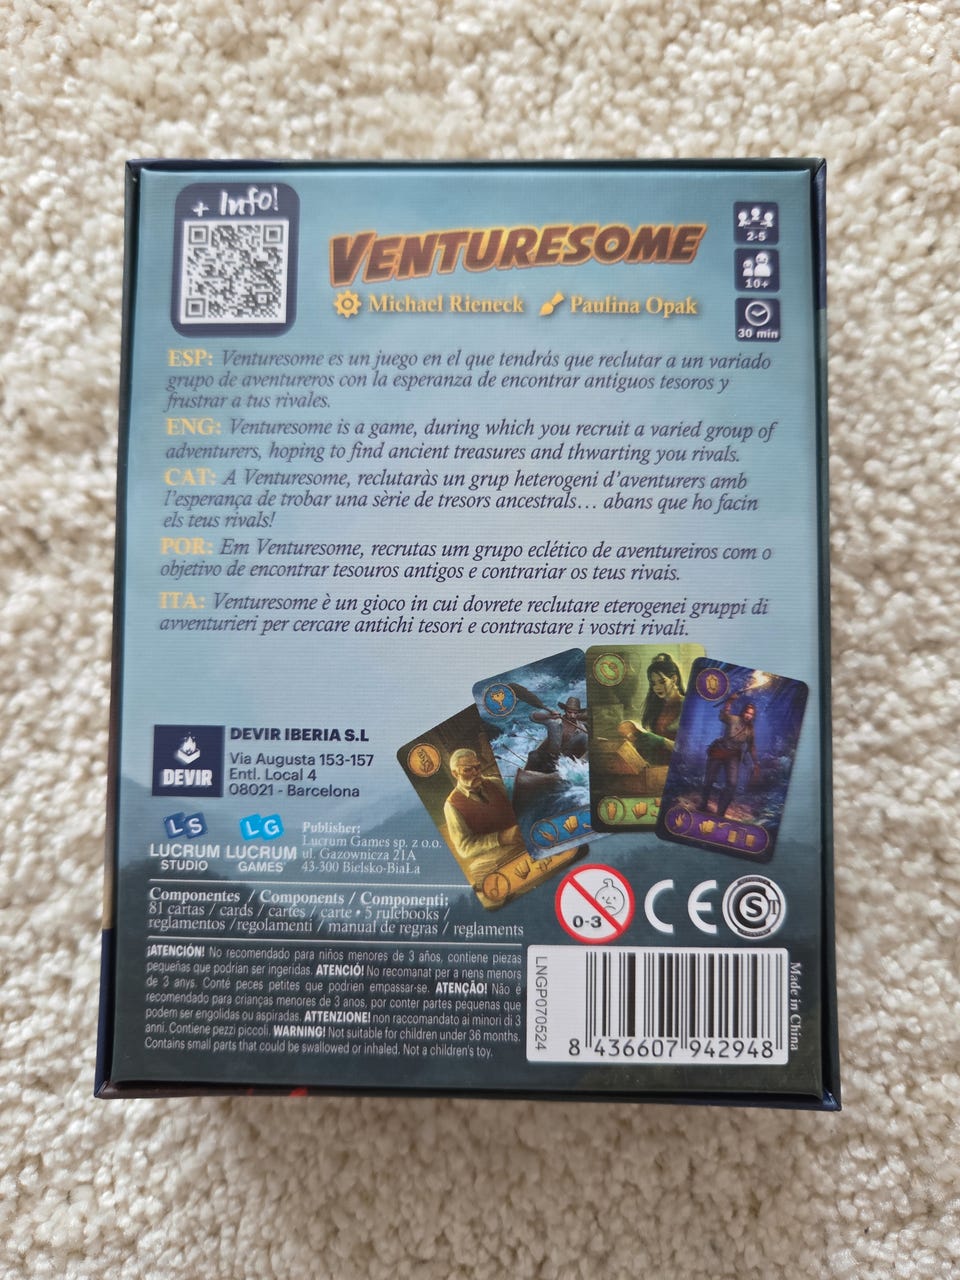 + Info!
VENTURESOME
Michael Rieneck Paulina Opak
2-5
10+
30 min
ESP: Venturesome es un juego en el que tendrás que reclutar a un variado
grupo de aventureros con la esperanza de encontrar antiguos tesoros y
frustrar a tus rivales.
ENG: Venturesome is a game, during which you recruit a varied group of
adventurers, hoping to find ancient treasures and thwarting you rivals.
CAT: A Venturesome, reclutaràs un grup heterogeni d'aventurers amb
l'esperança de trobar una sèrie de tresors ancestrals... abans que ho facin
els teus rivals!
POR: Em Venturesome, recrutas um grupo eclético de aventureiros com o
objetivo de encontrar tesouros antigos e contrariar os teus rivais.
ITA: Venturesome è un gioco in cui dovrete reclutare eterogenei gruppi di
avventurieri per cercare antichi tesori e contrastare i vostri rivali.
DEVIR
DEVIR IBERIA S.L
Via Augusta 153-157
Entl. Local 4
08021 - Barcelona
LS
LUCRUM
STUDIO
LG
LUCRUM
GAMES
Publisher:
Lucrum Games sp. z o.o.
ul. Gazownicza 21A
43-300 Bielsko-BiaŁa
Componentes / Components / Componenti:
81 cartas / cards / cartes / carte • 5 rulebooks /
reglamentos /regolamenti / manual de regras / reglaments
0-3
CE
S T
¡ATENCIÓN! No recomendado para niños menores de 3 años, contiene piezas
pequeñas que podrían ser ingeridas. ATENCIÓ! No recomanat per a nens menors
de 3 anys. Conté peces petites que podrien empassar-se. ATENÇÃO! Não é
recomendado para crianças menores de 3 anos, por conter partes pequenas que
podem ser engolidas ou aspiradas. ATTENZIONE! non raccomandato ai minori di 3
anni. Contiene pezzi piccoli. WARNING! Not suitable for children under 36 months.
Contains small parts that could be swallowed or inhaled. Not a children's toy.
LNGP070524
8 436607 942948
Made in China